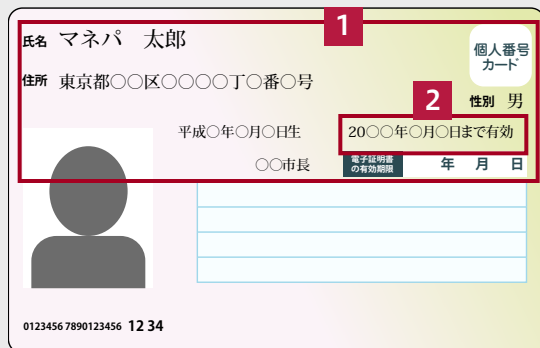 1
氏名 マネパ 太郎
個人番号
カード
住所 東京都○○区○○○○丁○番○号
2
性別 男
平成○年○月○日生 20○○年○月○日まで有効
○○市長 電子証明書
の有効期限 年 月 日
0123456 7890123456 12 34